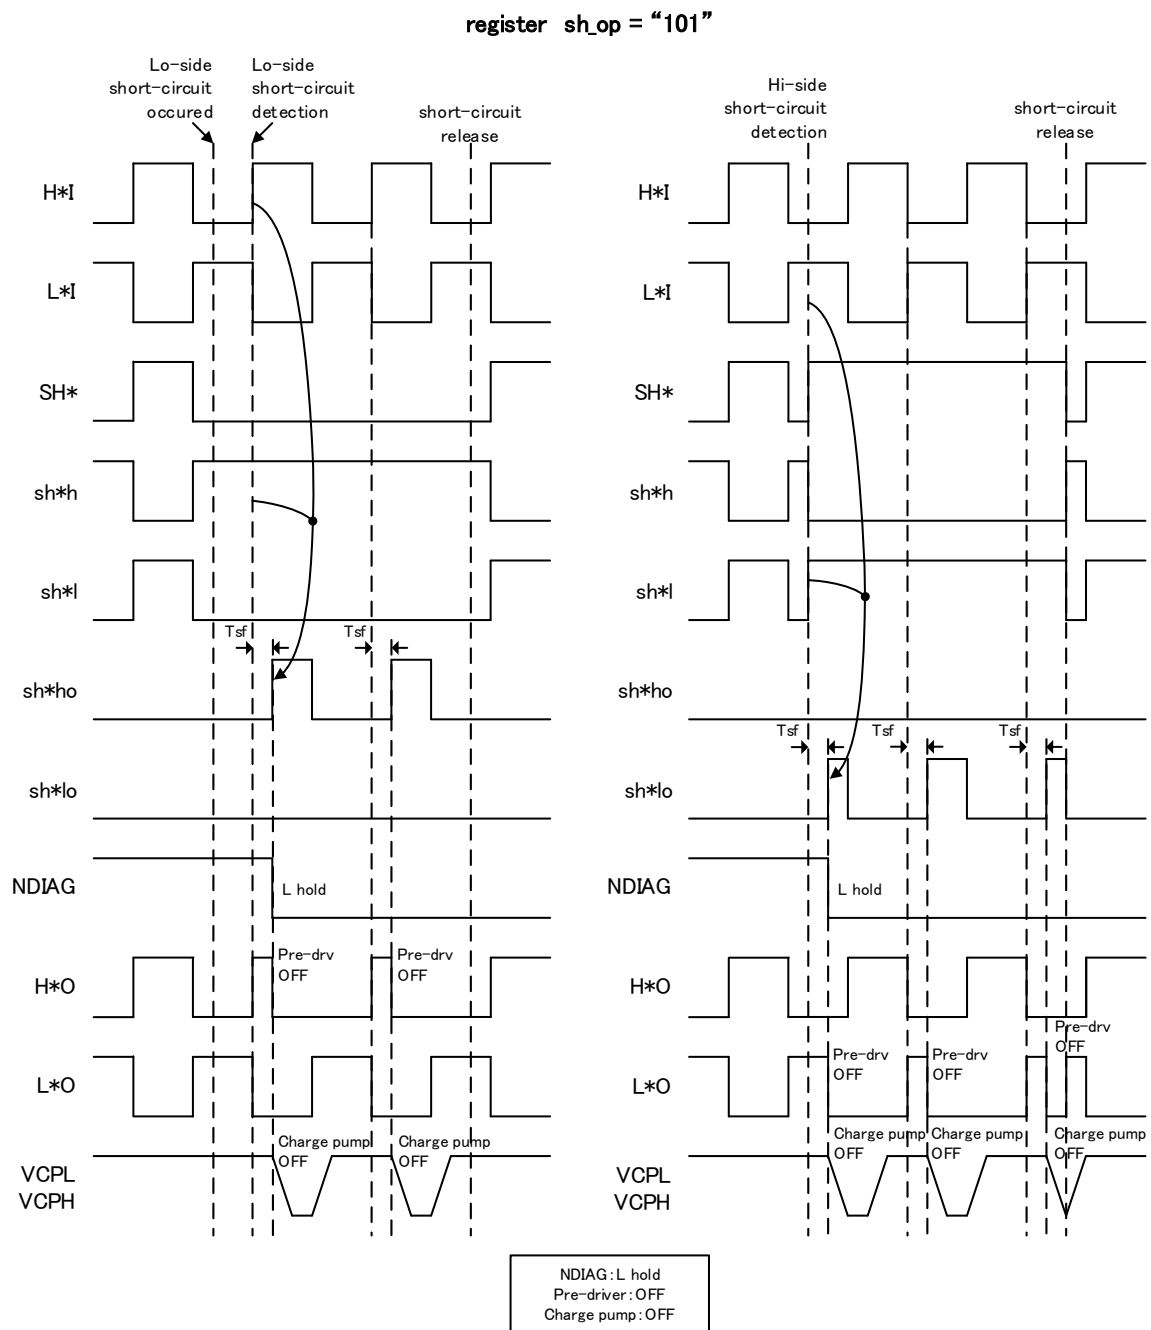 register sh_op = “101”
Lo-side
short-circuit
occured
Lo-side
short-circuit
detection
short-circuit
release
Hi-side
short-circuit
detection
short-circuit
release
H*I
L*I
SH*
sh*h
sh*l
Tsf
Tsf
sh*ho
sh*lo
NDIAG
L hold
Pre-drv
OFF
Pre-drv
OFF
H*O
L*O
Charge pump
OFF
Charge pump
OFF
VCPL
VCPH
H*I
L*I
SH*
sh*h
sh*l
sh*ho
Tsf
Tsf
Tsf
sh*lo
NDIAG
L hold
H*O
Pre-drv
OFF
Pre-drv
OFF
Pre-drv
OFF
L*O
Charge pump
OFF
Charge pump
OFF
Charge pump
OFF
VCPL
VCPH
NDIAG:L hold
Pre-driver:OFF
Charge pump:OFF